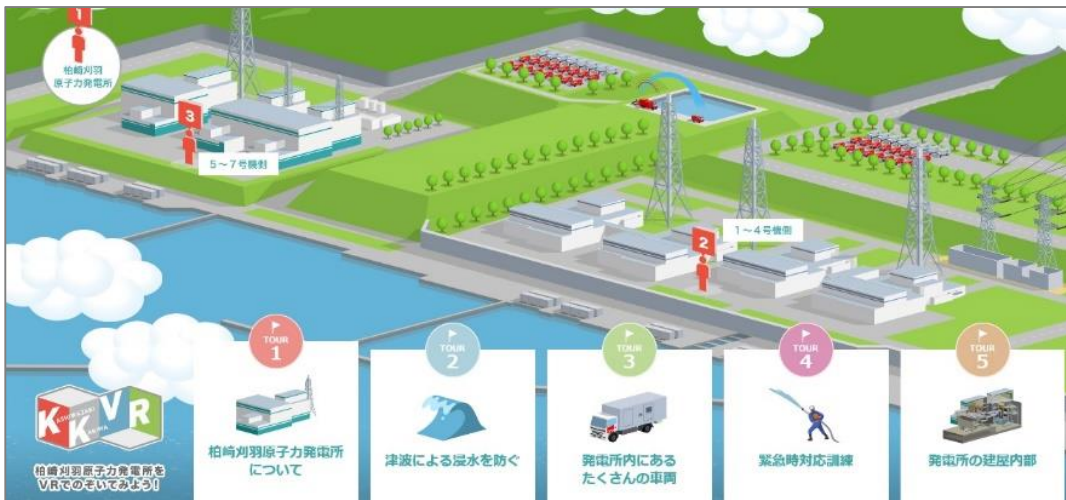 1
柏崎刈羽
原子力発電所
3
5～7号機側
2
1～4号機側
KASHIWAZAKI
KARIWA
KKVR
柏崎刈羽原子力発電所を
VRでのぞいてみよう！
TOUR
1
柏崎刈羽原子力発電所
について
TOUR
2
津波による浸水を防ぐ
TOUR
3
発電所内にある
たくさんの車両
TOUR
4
緊急時対応訓練
TOUR
5
発電所の建屋内部